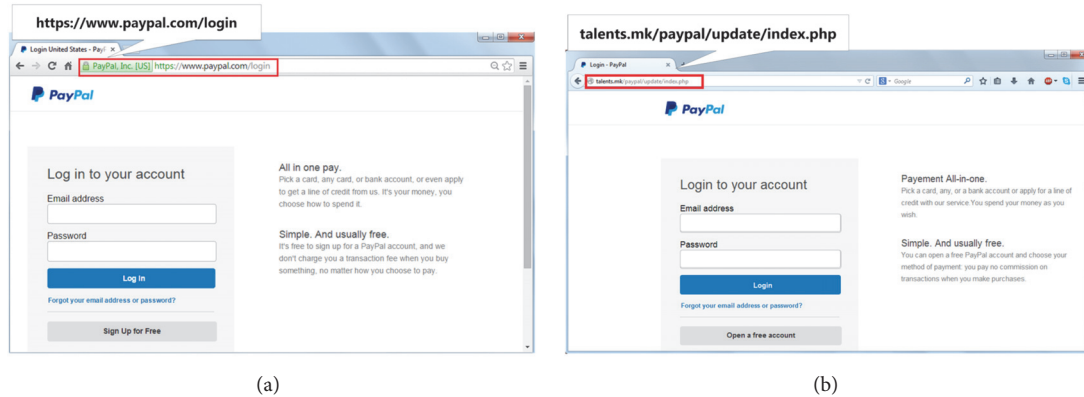 https://www.paypal.com/login
Login United States - PayP
PayPal, Inc. [US] https://www.paypal.com/login
PayPal
Log in to your account
Email address
Password
Log In
Forgot your email address or password?
Sign Up for Free
All in one pay.
Pick a card, any card, or bank account, or even apply
to get a line of credit from us. It's your money, you
choose how to spend it.
Simple. And usually free.
It's free to sign up for a PayPal account, and we
don't charge you a transaction fee when you buy
something, no matter how you choose to pay.
(a)
talents.mk/paypal/update/index.php
Login - PayPal
talents.mk/paypal/update/index.php
Google
PayPal
Login to your account
Email address
Password
Login
Forgot your email address or password?
Open a free account
Payement All-in-one.
Pick a card, any, or a bank account or apply for a line of
credit with our service.You spend your money as you
wish.
Simple. And usually free.
You can open a free PayPal account and choose your
method of payment: you pay no commission on
transactions when you make purchases.
(b)